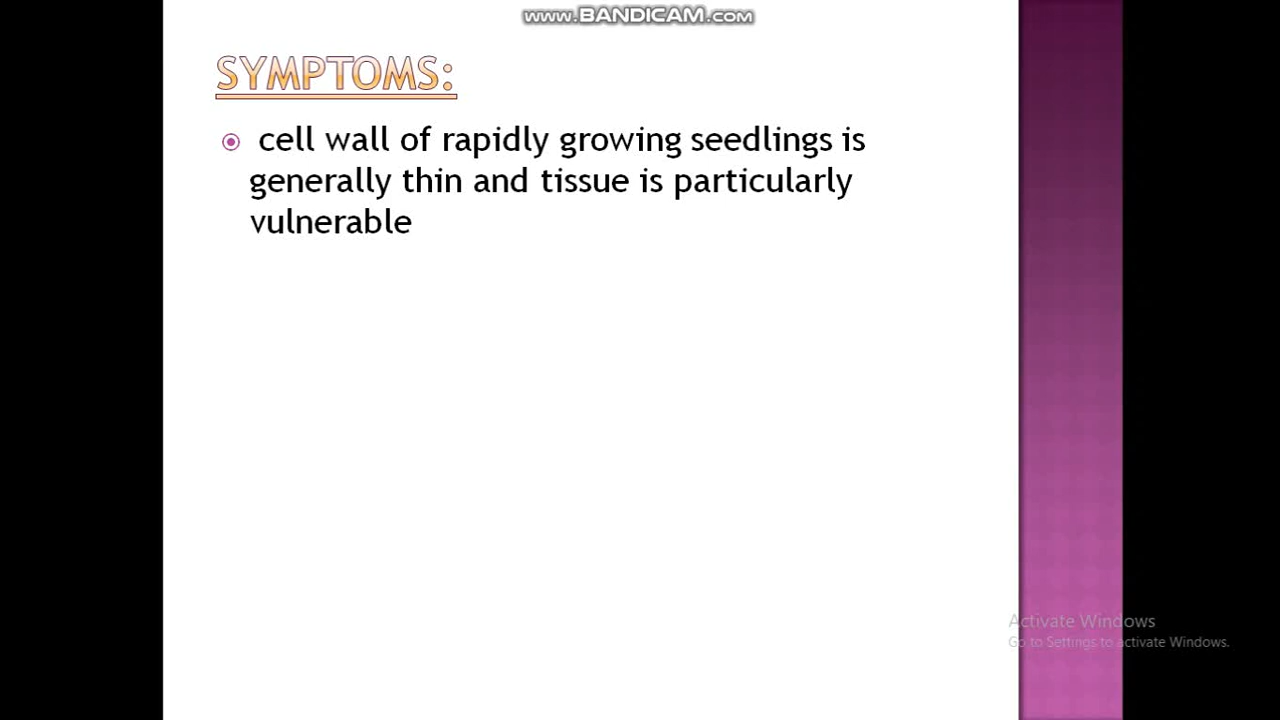 www.BANDICAM.com
SYMPTOMS:
cell wall of rapidly growing seedlings is
generally thin and tissue is particularly
vulnerable
Activate Windows
Go to Settings to activate Windows.